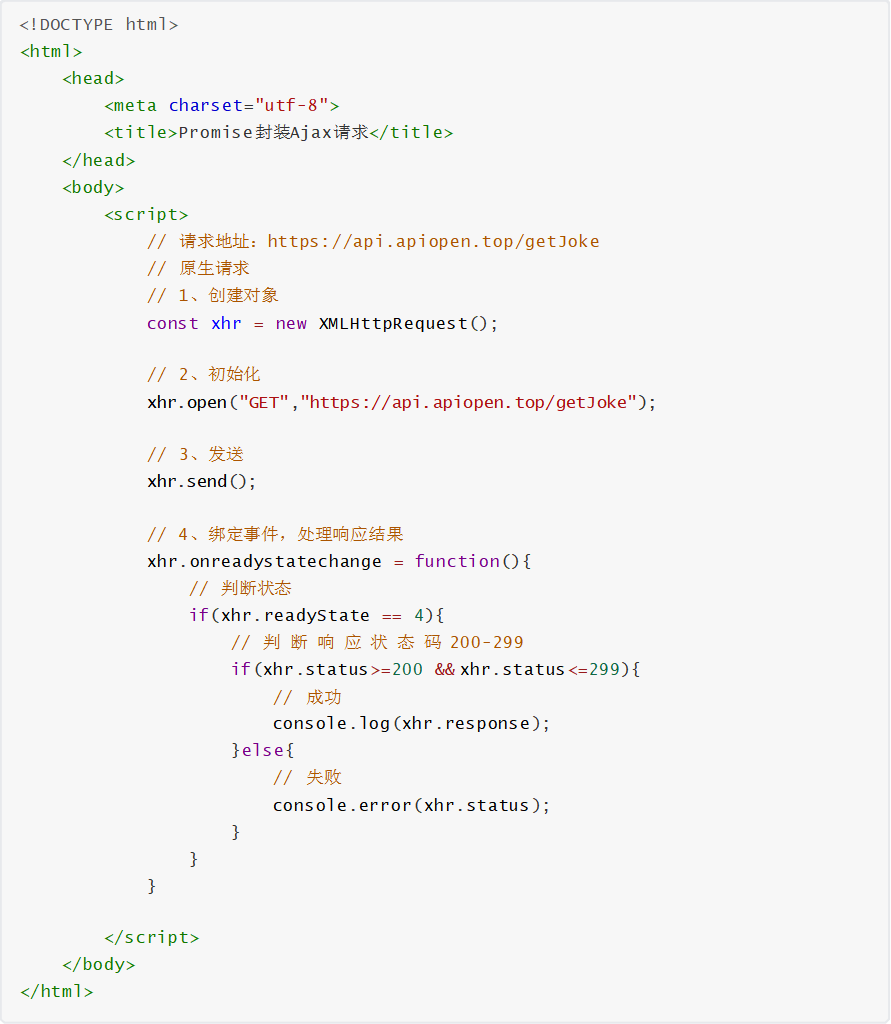 <!DOCTYPE html>
<html>
    <head>
        <meta charset="utf-8">
        <title>Promise封装Ajax请求</title>
    </head>
    <body>
        <script>
            // 请求地址：https://api.apiopen.top/getJoke
            // 原生请求
            // 1、创建对象
            const xhr = new XMLHttpRequest();

            // 2、初始化
            xhr.open("GET","https://api.apiopen.top/getJoke");

            // 3、发送
            xhr.send();

            // 4、绑定事件，处理响应结果
            xhr.onreadystatechange = function(){
                // 判断状态
                if(xhr.readyState == 4){
                    // 判 断 响 应 状 态 码 200-299
                    if(xhr.status>=200 && xhr.status<=299){
                        // 成功
                        console.log(xhr.response);
                    }else{
                        // 失败
                        console.error(xhr.status);
                    }
                }
            }

        </script>
    </body>
</html>